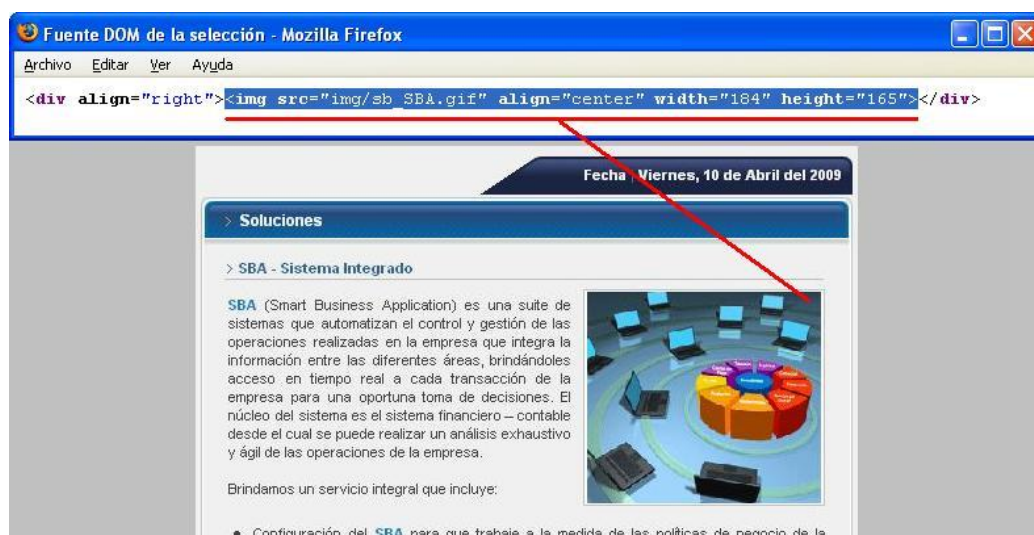 Fuente DOM de la selección - Mozilla Firefox
Archivo Editar Ver Ayuda
<div align="right"><img src="img/sb_SBA.gif" align="center" width="184" height="165"></div>
Fecha | Viernes, 10 de Abril del 2009
> Soluciones
> SBA - Sistema Integrado
SBA (Smart Business Application) es una suite de
sistemas que automatizan el control y gestión de las
operaciones realizadas en la empresa que integra la
información entre las diferentes áreas, brindándoles
acceso en tiempo real a cada transacción de la
empresa para una oportuna toma de decisiones. El
núcleo del sistema es el sistema financiero – contable
desde el cual se puede realizar un análisis exhaustivo
y ágil de las operaciones de la empresa.
Brindamos un servicio integral que incluye:
• Configuración del SBA para que trabaje a la medida de las políticas de negocio de la